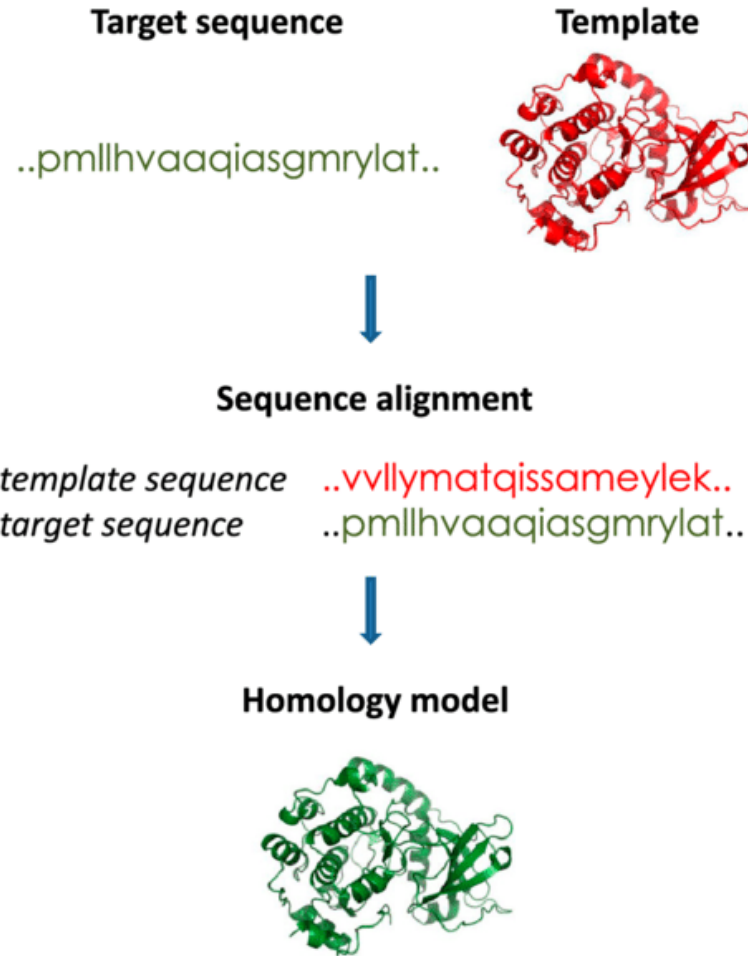 Target sequence
Template
..pmllhvaaqiasgmrylat..
Sequence alignment
template sequence ..vvllymatqissameylek..
target sequence ..pmllhvaaqiasgmrylat..
Homology model